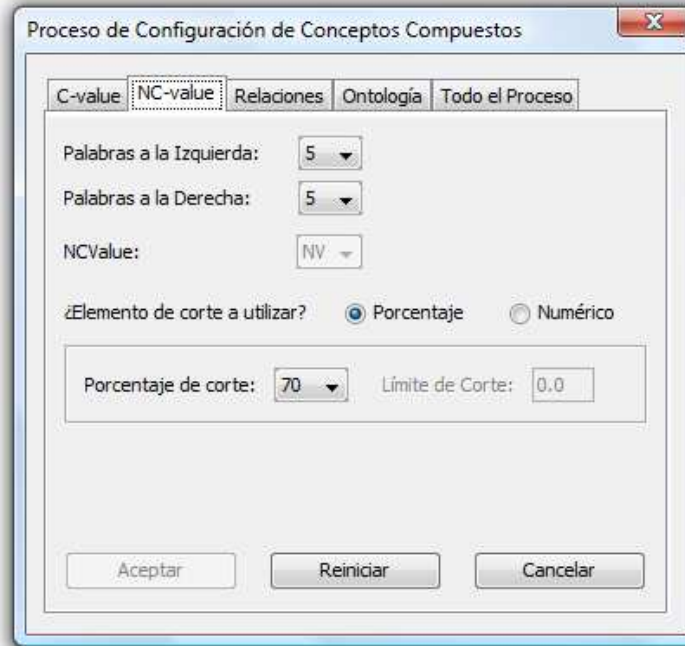 Proceso de Configuración de Conceptos Compuestos
C-value NC-value Relaciones Ontología Todo el Proceso
Palabras a la Izquierda: 5
Palabras a la Derecha: 5
NCValue: NV
¿Elemento de corte a utilizar? Porcentaje Numérico
Porcentaje de corte: 70 Límite de Corte: 0.0
Aceptar Reiniciar Cancelar